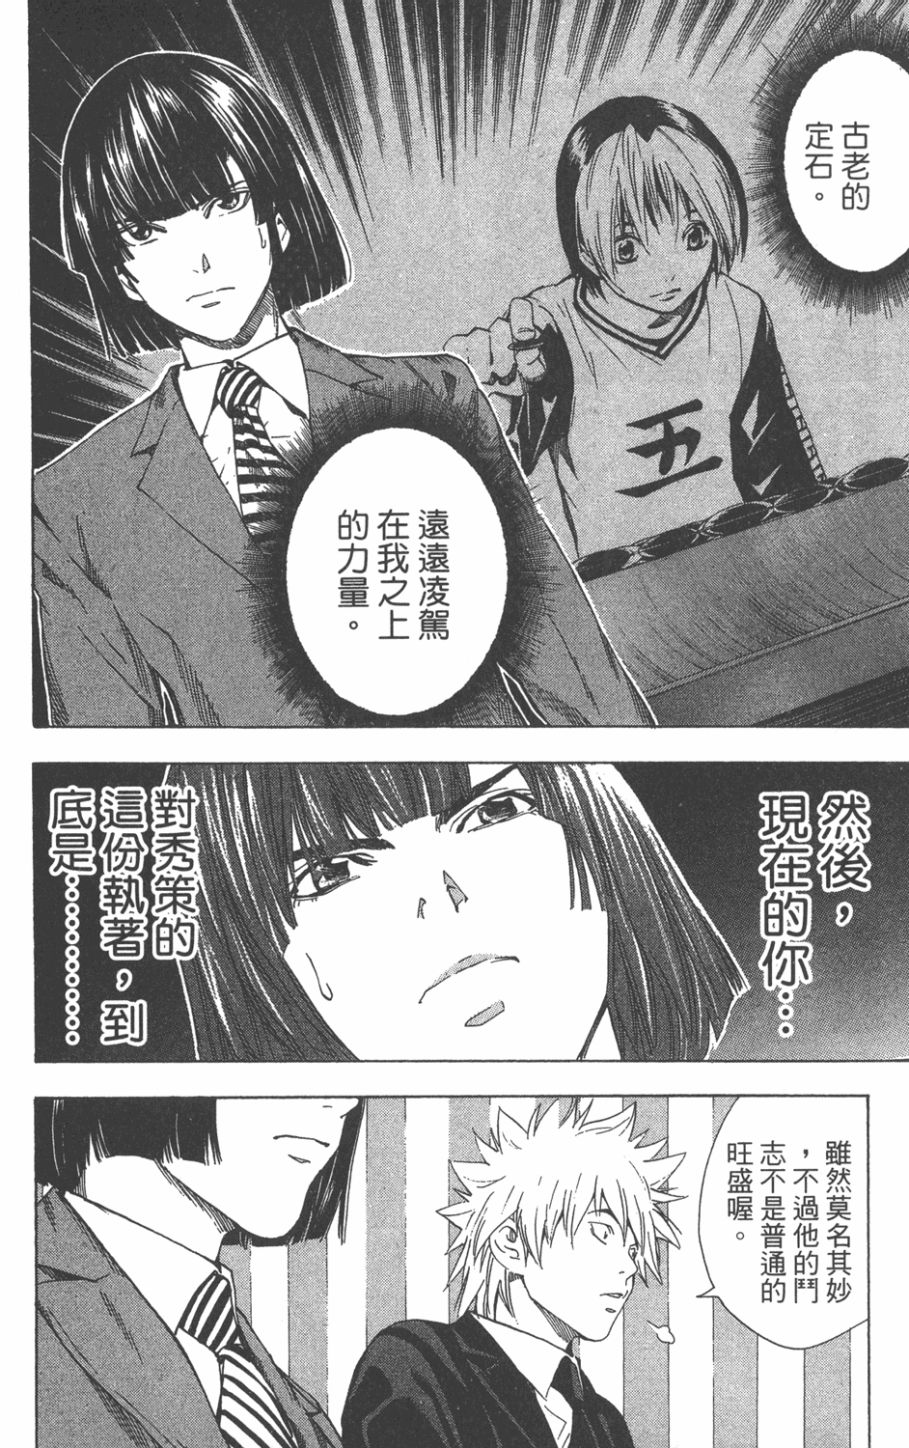 古老的
定石。
五
遠遠凌駕
在我之上
的力量。
然後，
現在的你…
對秀策的
這份執著，到
底是…………
雖然莫名其妙
，不過他的鬥
志不是普通的
旺盛喔。